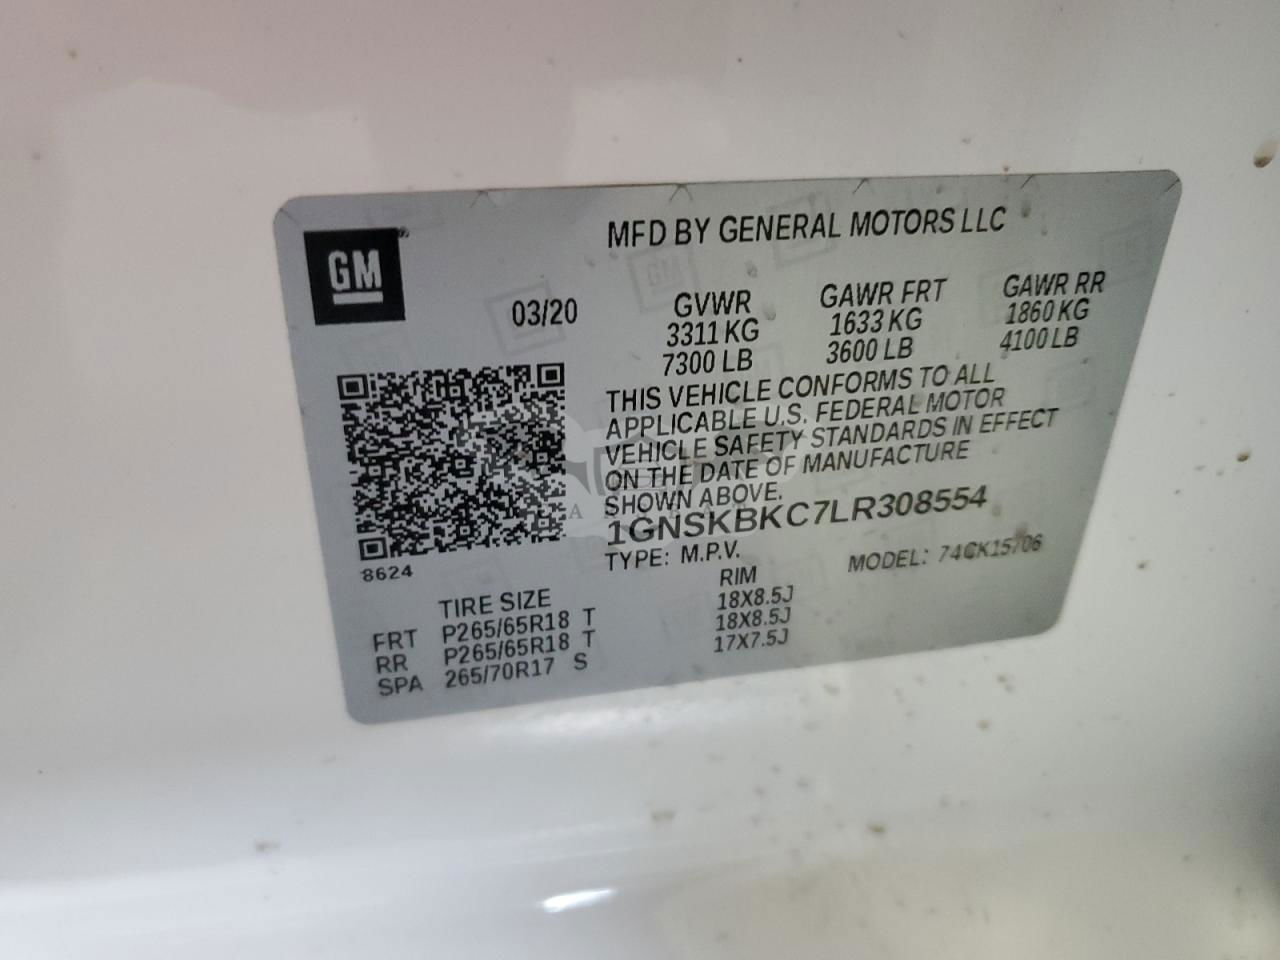 GM
MFD BY GENERAL MOTORS LLC
03/20
GVWR GAWR FRT GAWR RR
3311 KG 1633 KG 1860 KG
7300 LB 3600 LB 4100 LB
THIS VEHICLE CONFORMS TO ALL
APPLICABLE U.S. FEDERAL MOTOR
VEHICLE SAFETY STANDARDS IN EFFECT
ON THE DATE OF MANUFACTURE
SHOWN ABOVE.
1GNSKBKC7LR308554
TYPE: M.P.V. MODEL: 74CK15706
8624
TIRE SIZE RIM
FRT P265/65R18 T 18X8.5J
RR P265/65R18 T 18X8.5J
SPA 265/70R17 S 17X7.5J